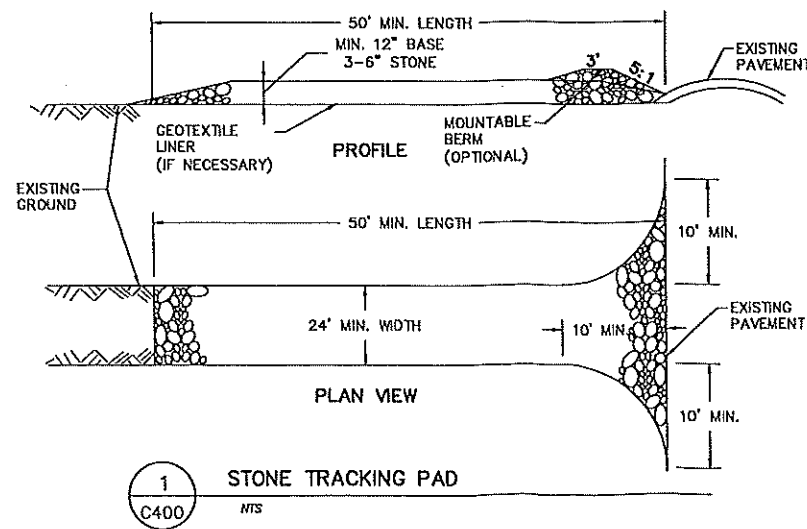 50' MIN. LENGTH
MIN. 12" BASE
3-6" STONE
3'
5:1
EXISTING
PAVEMENT
GEOTEXTILE
LINER
(IF NECESSARY)
PROFILE
MOUNTABLE
BERM
(OPTIONAL)
EXISTING
GROUND
50' MIN. LENGTH
10' MIN.
24' MIN. WIDTH
10' MIN.
EXISTING
PAVEMENT
PLAN VIEW
10' MIN.
1
C400
STONE TRACKING PAD
NTS